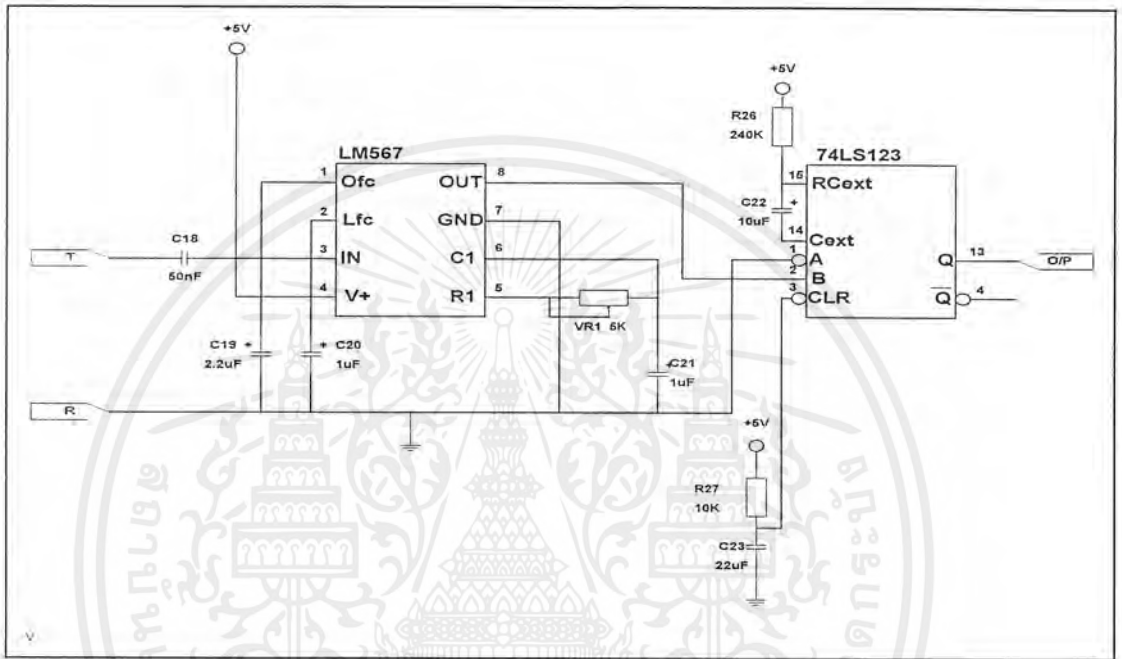 +5V
+5V
R26
240K
LM567
74LS123
1
Ofc
OUT
8
15
RCext
C22
10uF
+
2
Lfc
GND
7
14
Cext
C18
6
1
A
T
3
IN
C1
2
B
Q
13
O/P
50nF
3
CLR
Q
4
4
V+
R1
5
VR1 5K
C19
+
2.2uF
+
C20
1uF
+
C21
1uF
R
+5V
R27
10K
C23
22uF